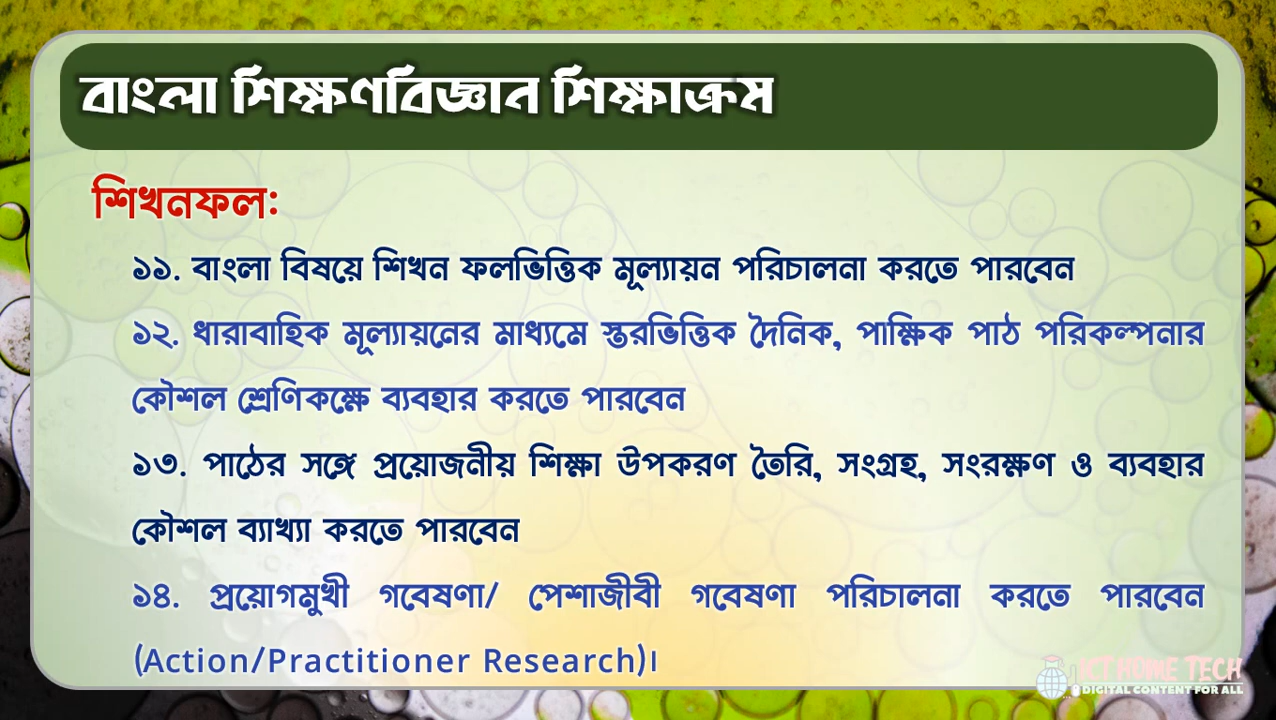 বাংলা শিক্ষণবিজ্ঞান শিক্ষাক্রম
শিখনফল:
১১. বাংলা বিষয়ে শিখন ফলভিত্তিক মূল্যায়ন পরিচালনা করতে পারবেন
১২. ধারাবাহিক মূল্যায়নের মাধ্যমে স্তরভিত্তিক দৈনিক, পাক্ষিক পাঠ পরিকল্পনার
কৌশল শ্রেণিকক্ষে ব্যবহার করতে পারবেন
১৩. পাঠের সঙ্গে প্রয়োজনীয় শিক্ষা উপকরণ তৈরি, সংগ্রহ, সংরক্ষণ ও ব্যবহার
কৌশল ব্যাখ্যা করতে পারবেন
১৪. প্রয়োগমুখী গবেষণা/ পেশাজীবী গবেষণা পরিচালনা করতে পারবেন
(Action/Practitioner Research)।
ICT HOME TECH
DIGITAL CONTENT FOR ALL